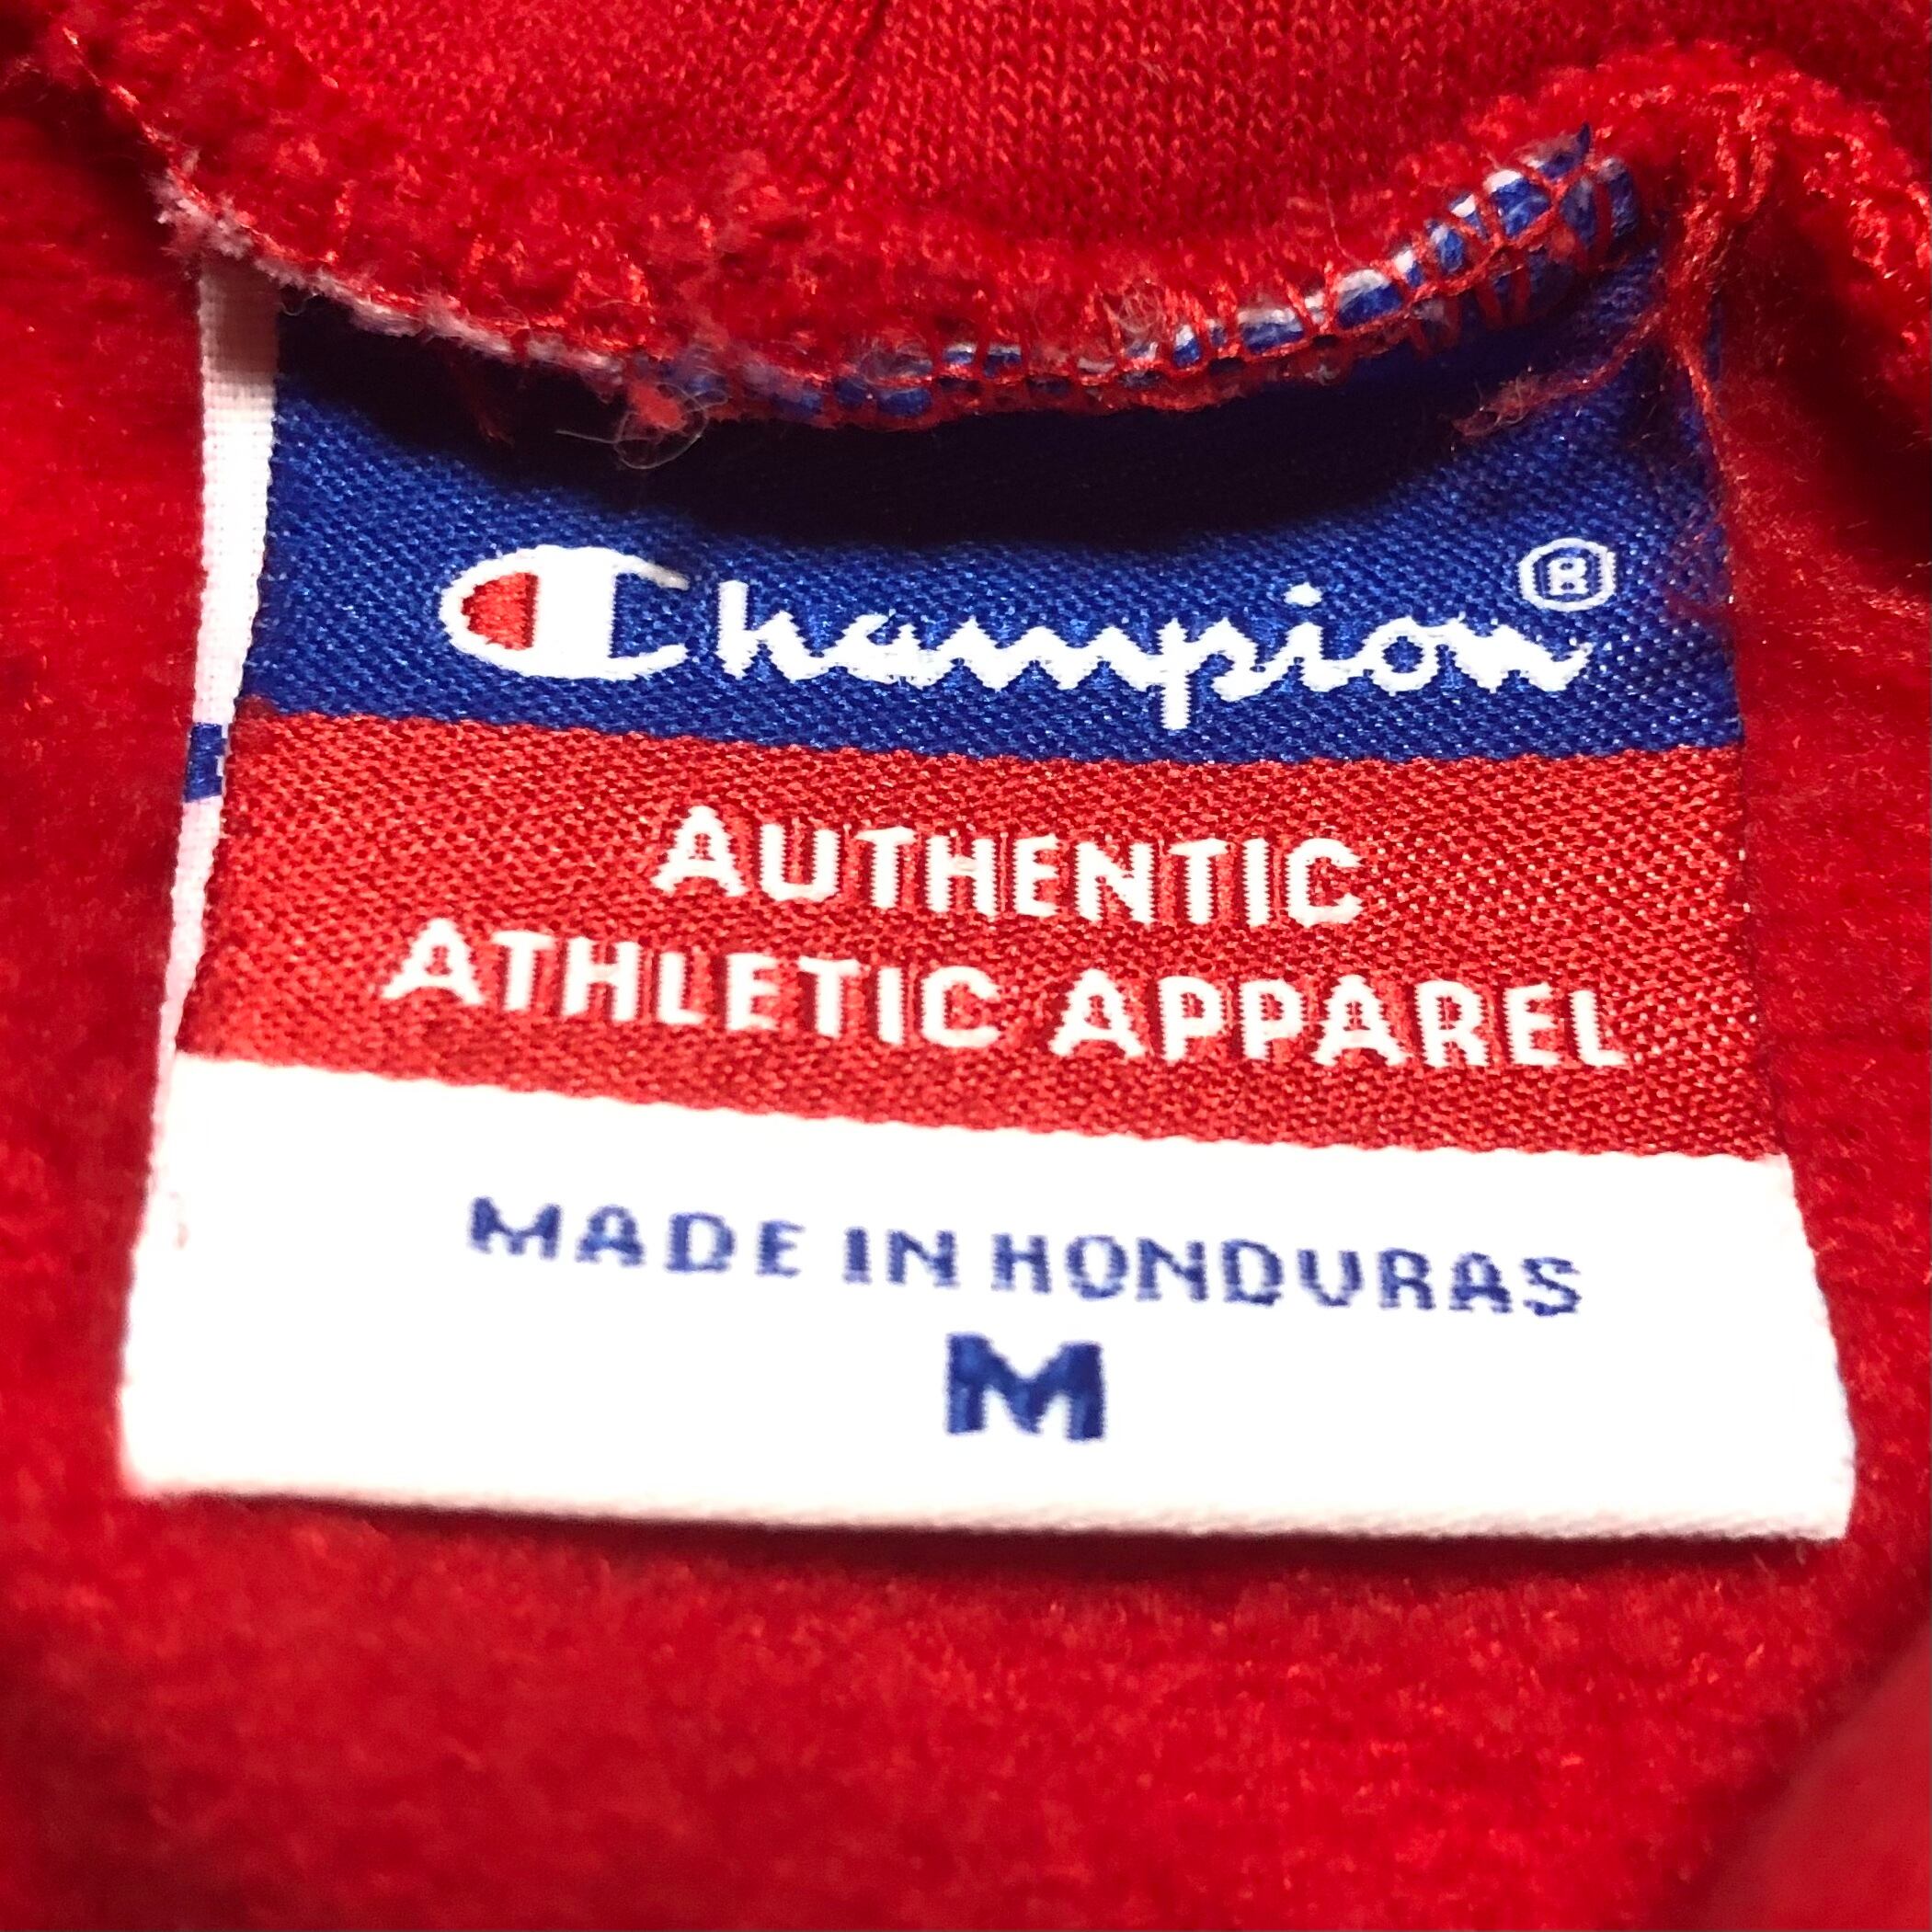 Champion®
AUTHENTIC
ATHLETIC APPAREL
MADE IN HONDURAS
M